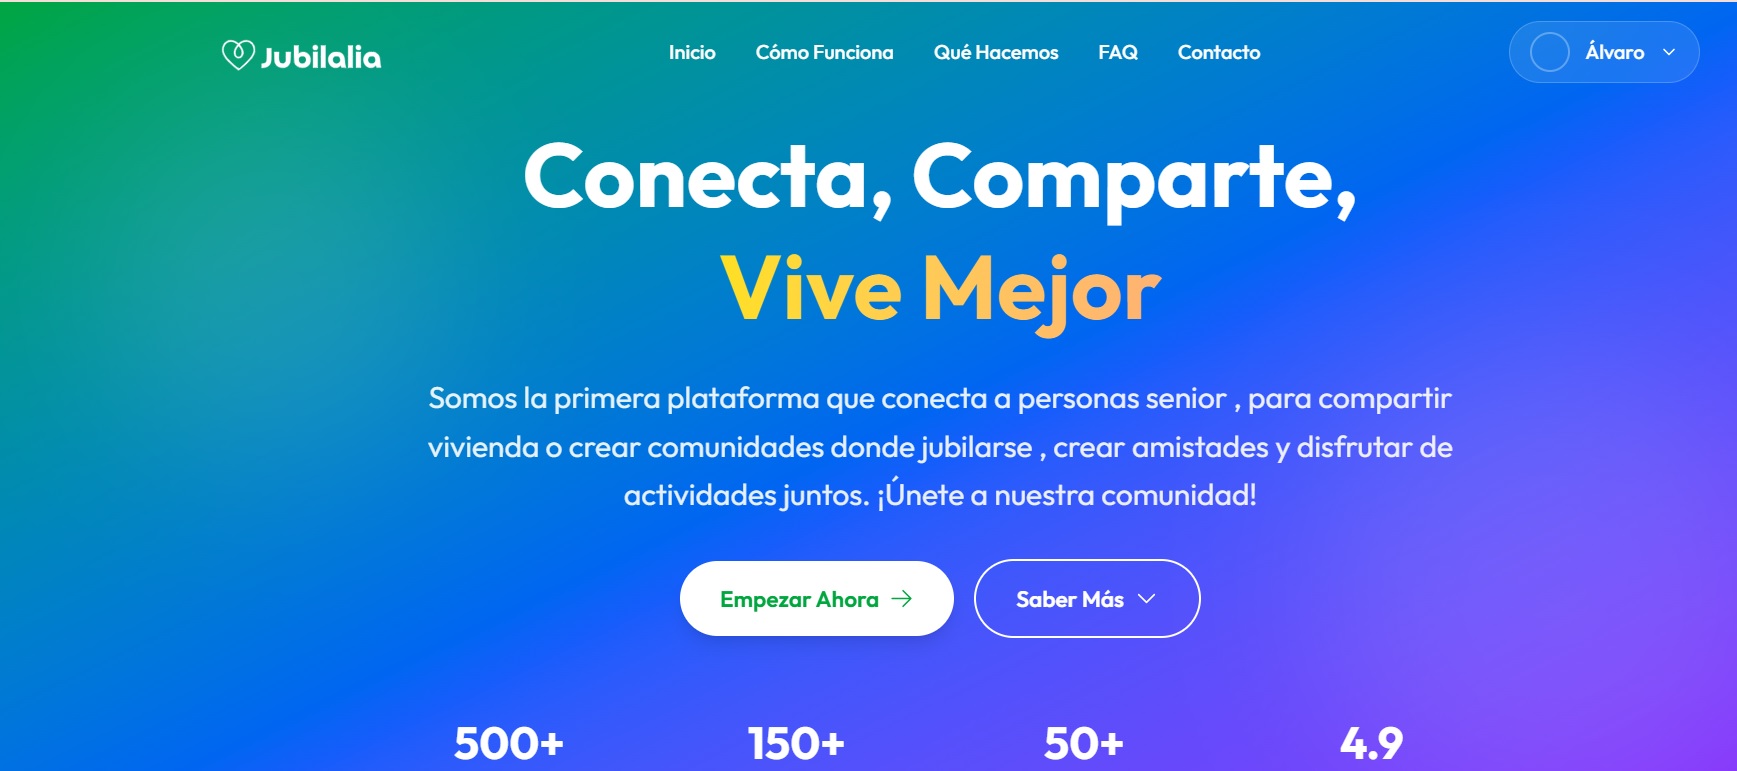 Jubilalia
Inicio Cómo Funciona Qué Hacemos FAQ Contacto
Álvaro
Conecta, Comparte,
Vive Mejor
Somos la primera plataforma que conecta a personas senior , para compartir
vivienda o crear comunidades donde jubilarse , crear amistades y disfrutar de
actividades juntos. ¡Únete a nuestra comunidad!
Empezar Ahora
Saber Más
500+ 150+ 50+ 4.9